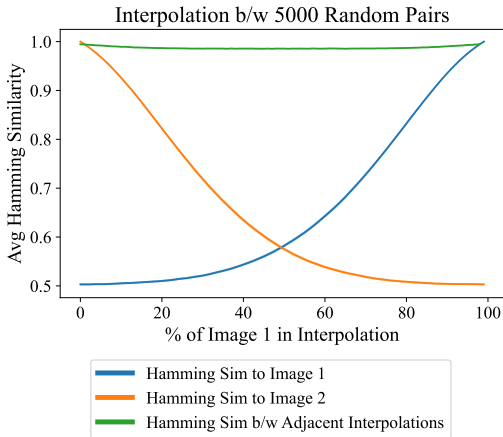 Interpolation b/w 5000 Random Pairs
Avg Hamming Similarity
1.0
0.9
0.8
0.7
0.6
0.5
0 20 40 60 80 100
% of Image 1 in Interpolation
Hamming Sim to Image 1
Hamming Sim to Image 2
Hamming Sim b/w Adjacent Interpolations